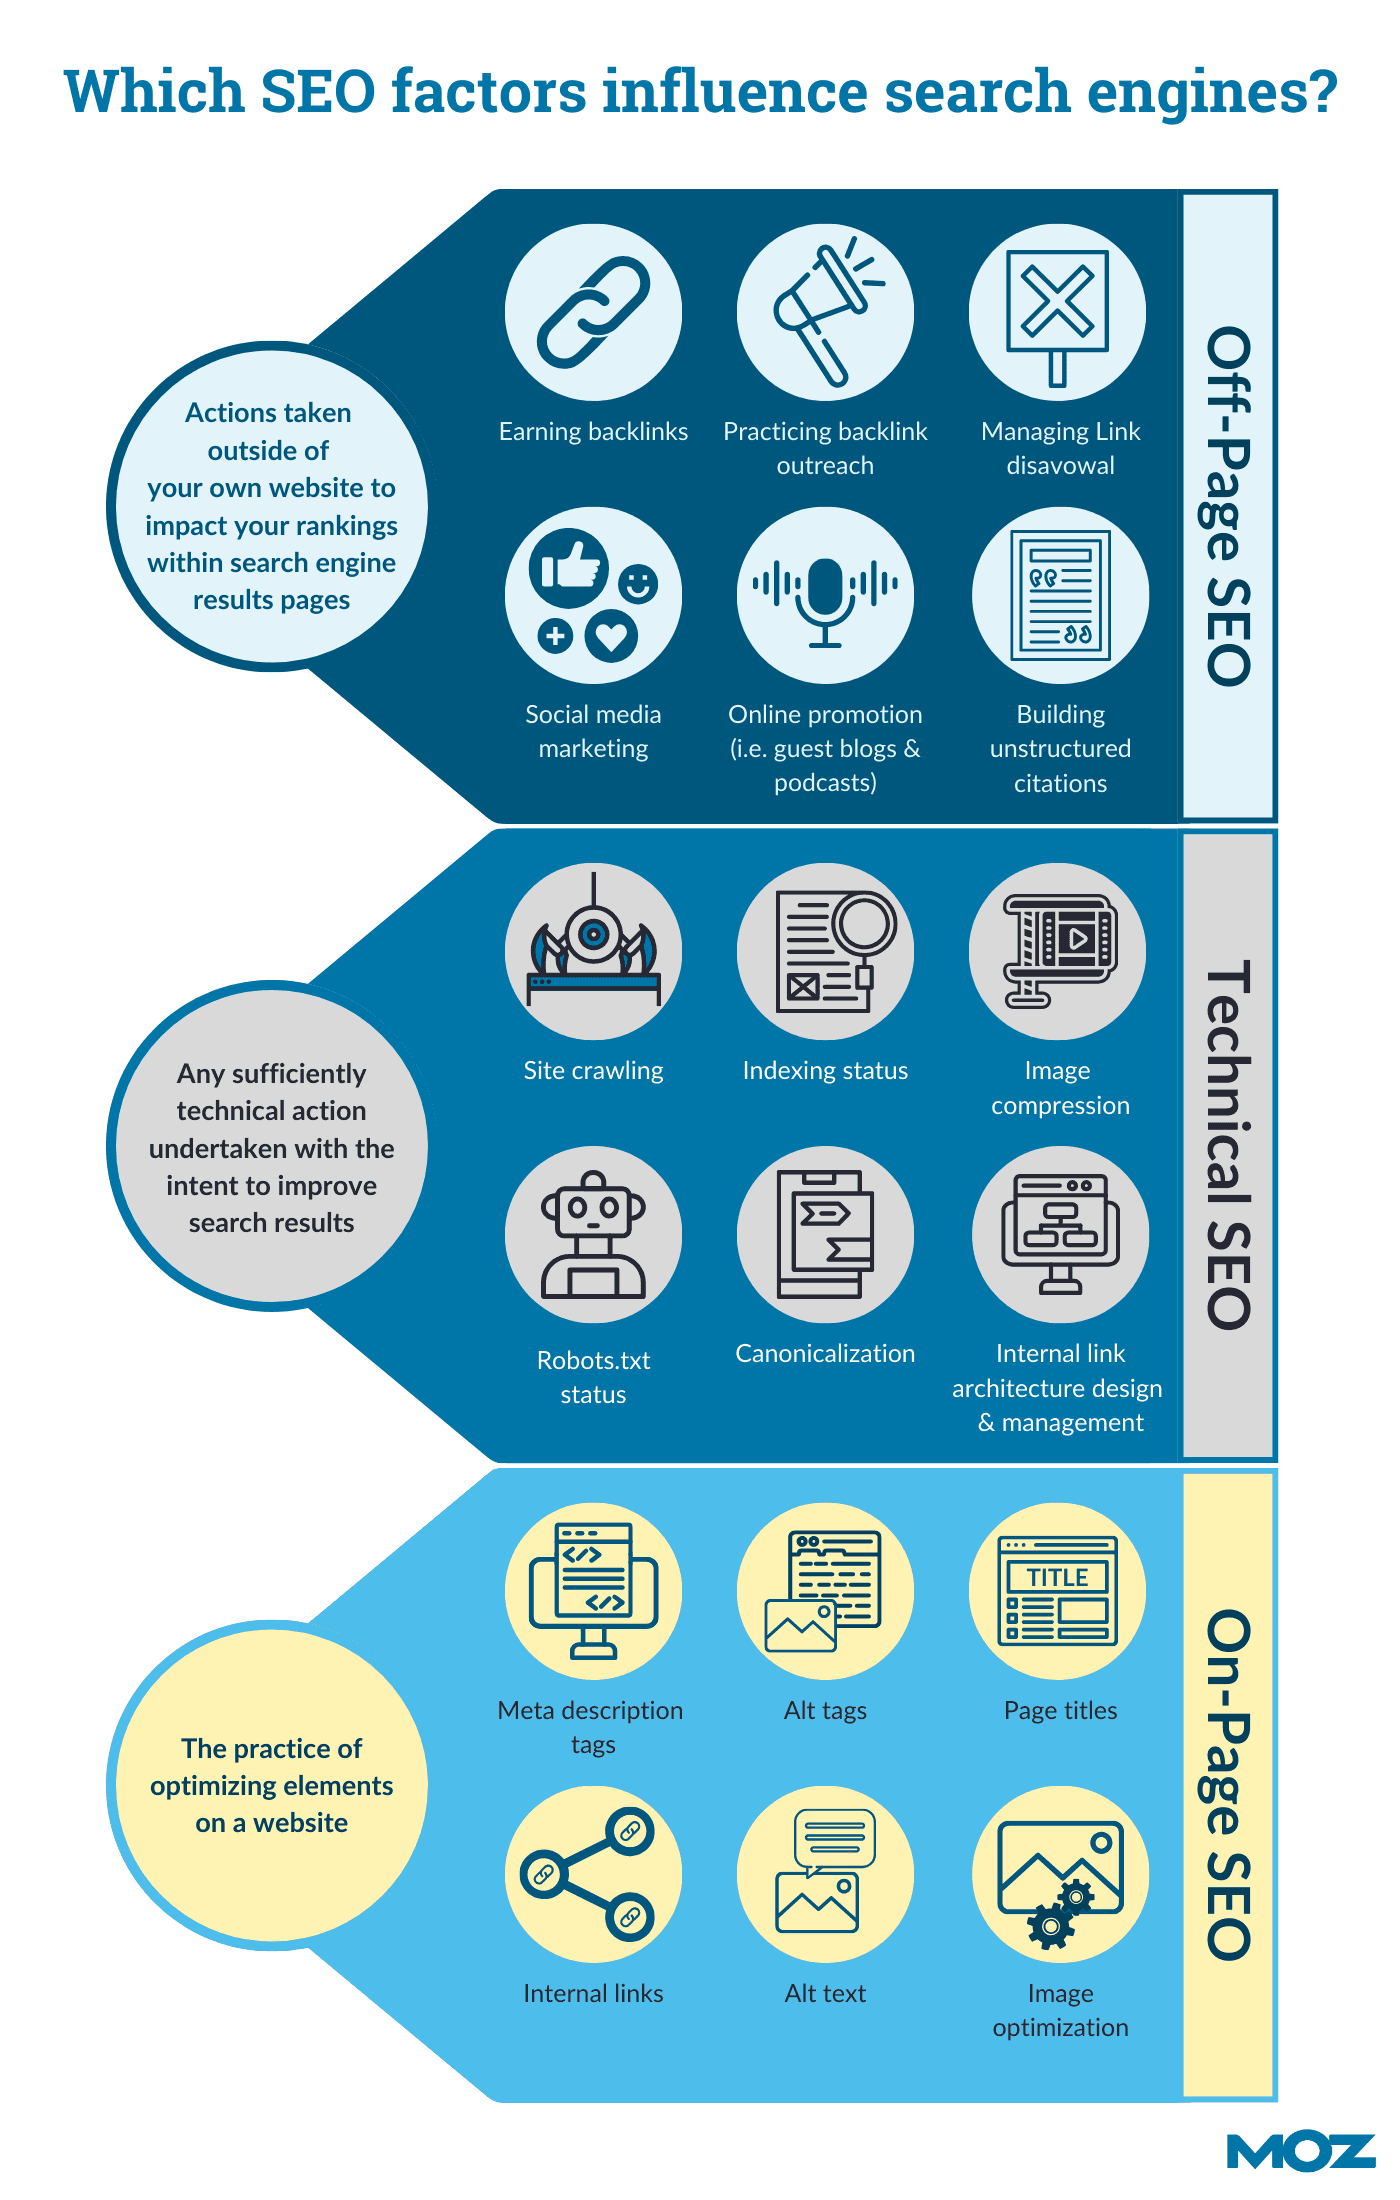 Which SEO factors influence search engines?
Actions taken
outside of
your own website to
impact your rankings
within search engine
results pages
Earning backlinks
Practicing backlink
outreach
Managing Link
disavowal
Social media
marketing
Online promotion
(i.e. guest blogs &
podcasts)
Building
unstructured
citations
Off-Page SEO
Any sufficiently
technical action
undertaken with the
intent to improve
search results
Site crawling
Indexing status
Image
compression
Robots.txt
status
Canonicalization
Internal link
architecture design
& management
Technical SEO
The practice of
optimizing elements
on a website
Meta description
tags
Alt tags
TITLE
Page titles
Internal links
Alt text
Image
optimization
On-Page SEO
MOZ